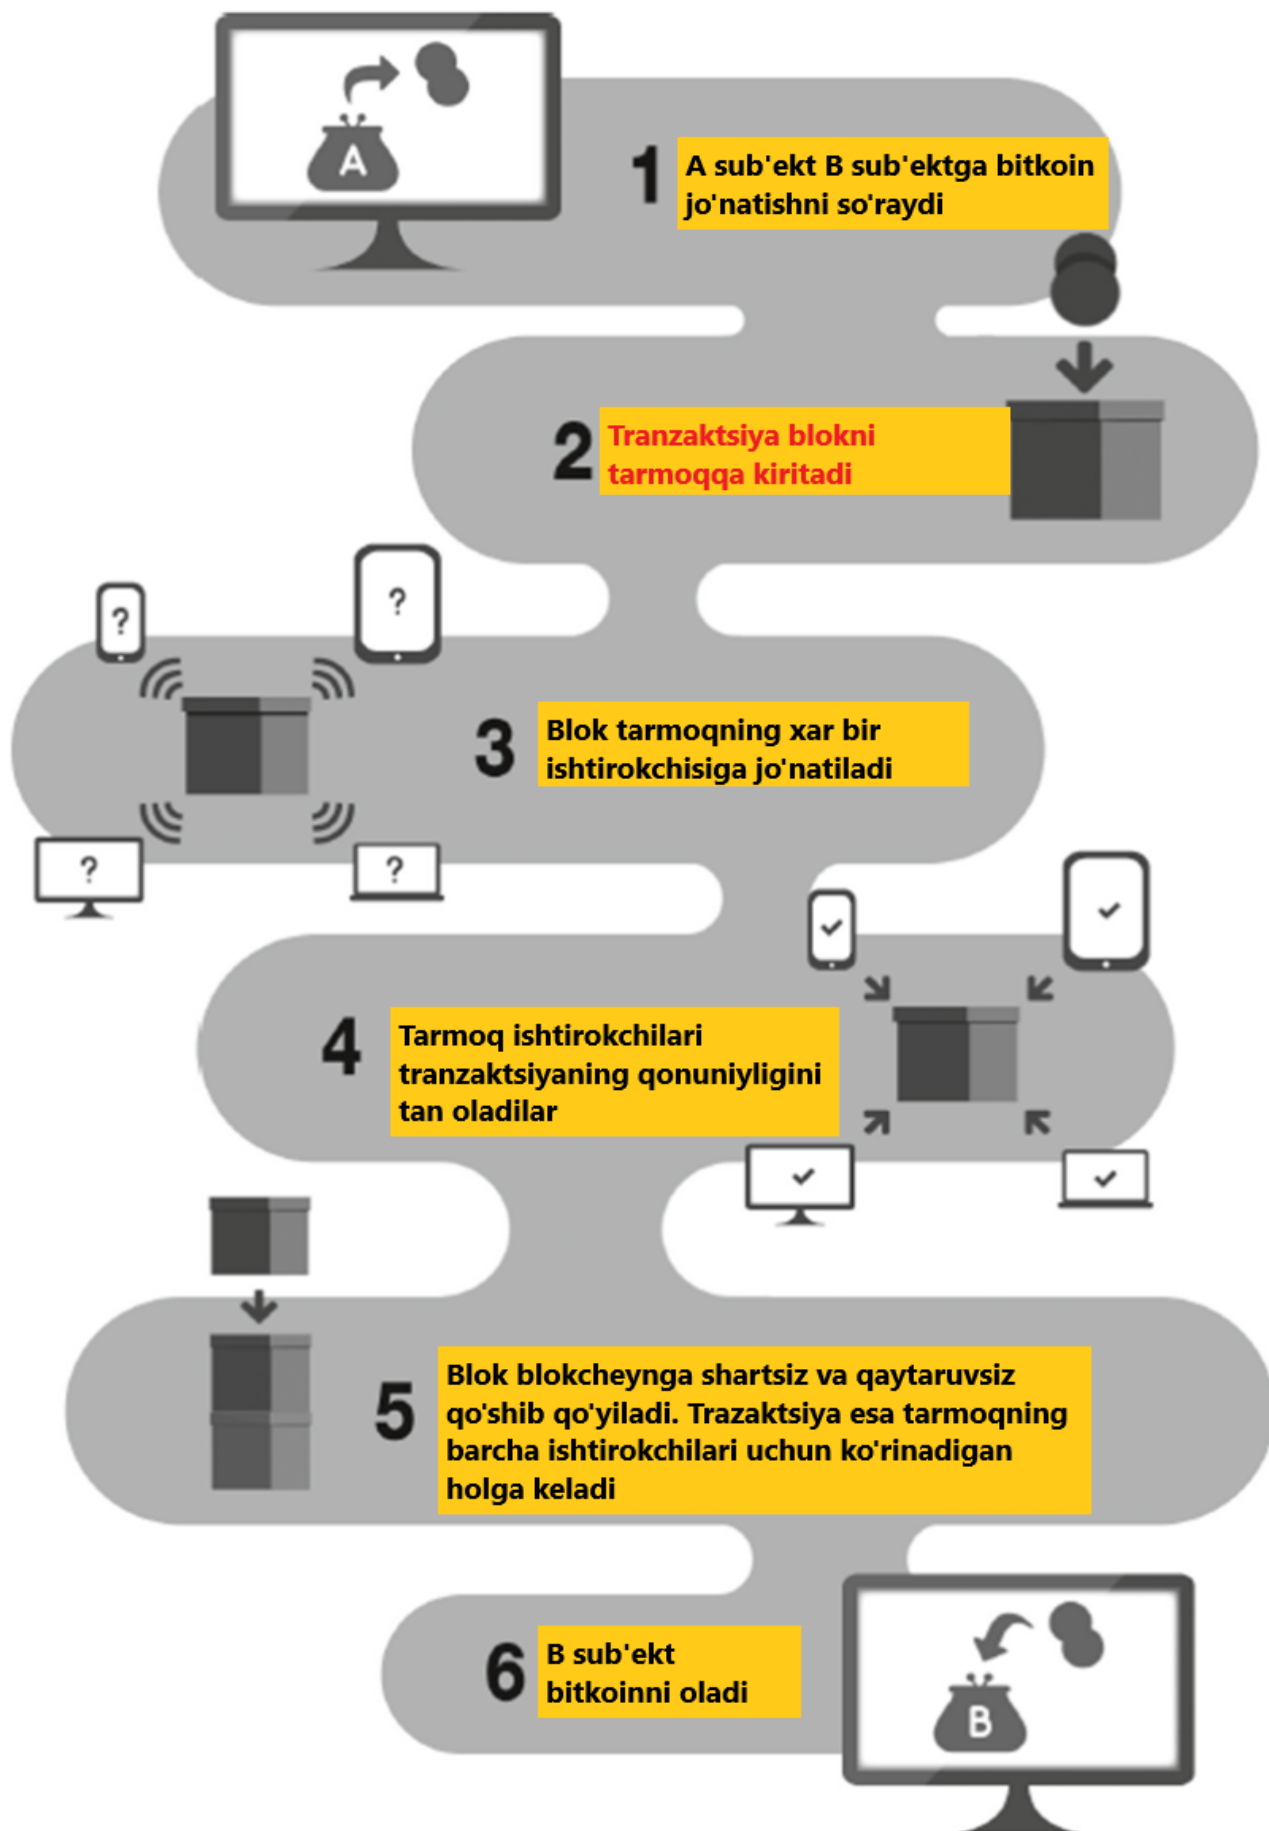 A
1
A sub'ekt B sub'ektga bitkoin
jo'natishni so'raydi
2
Tranzaktsiya blokni
tarmoqqa kiritadi
?
?
3
Blok tarmoqning xar bir
ishtirokchisiga jo'natiladi
?
?
4
Tarmoq ishtirokchilari
tranzaktsiyaning qonuniyligini
tan oladilar
5
Blok blokcheynga shartsiz va qaytaruvsiz
qo'shib qo'yiladi. Trazaktsiya esa tarmoqning
barcha ishtirokchilari uchun ko'rinadigan
holga keladi
6
B sub'ekt
bitkoinni oladi
B